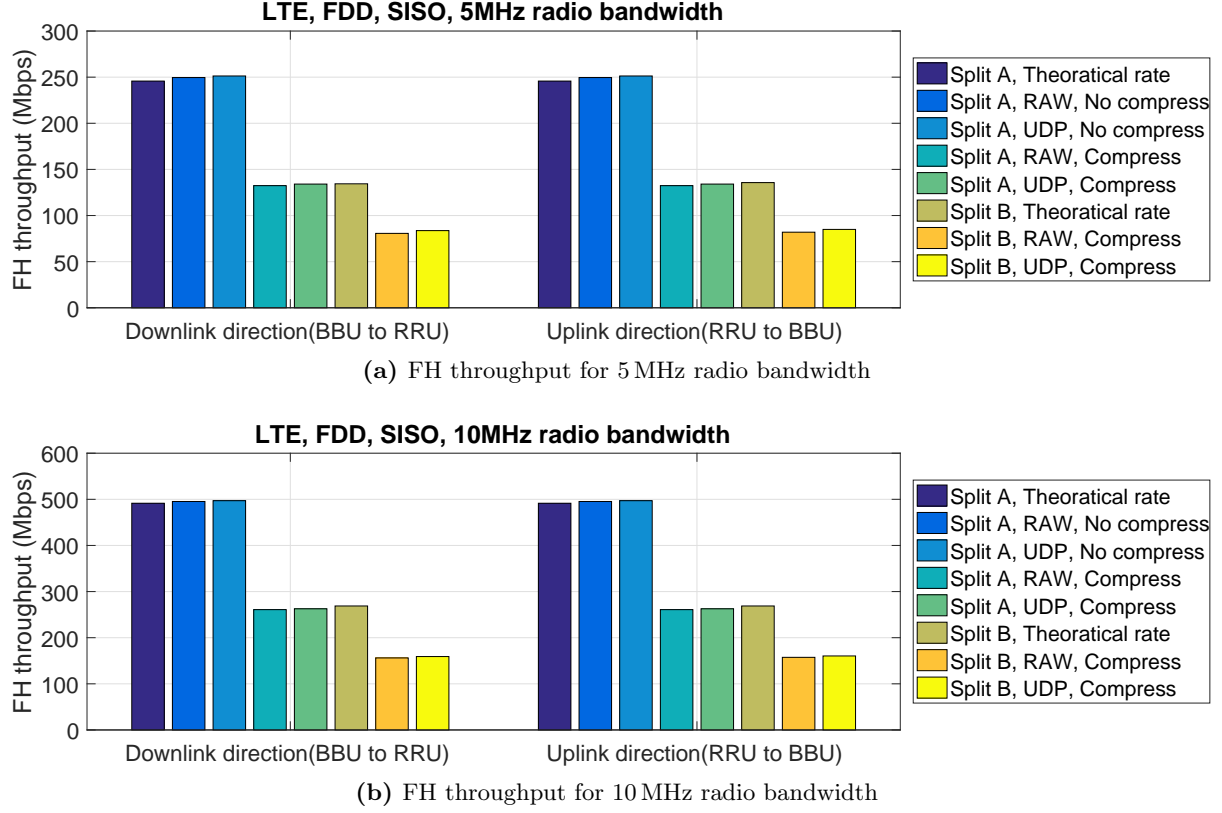 LTE, FDD, SISO, 5MHz radio bandwidth
FH throughput (Mbps)
300
250
200
150
100
50
0
Downlink direction(BBU to RRU)
Uplink direction(RRU to BBU)
Split A, Theoratical rate
Split A, RAW, No compress
Split A, UDP, No compress
Split A, RAW, Compress
Split A, UDP, Compress
Split B, Theoratical rate
Split B, RAW, Compress
Split B, UDP, Compress
(a) FH throughput for 5 MHz radio bandwidth
LTE, FDD, SISO, 10MHz radio bandwidth
FH throughput (Mbps)
600
500
400
300
200
100
0
Downlink direction(BBU to RRU)
Uplink direction(RRU to BBU)
Split A, Theoratical rate
Split A, RAW, No compress
Split A, UDP, No compress
Split A, RAW, Compress
Split A, UDP, Compress
Split B, Theoratical rate
Split B, RAW, Compress
Split B, UDP, Compress
(b) FH throughput for 10 MHz radio bandwidth